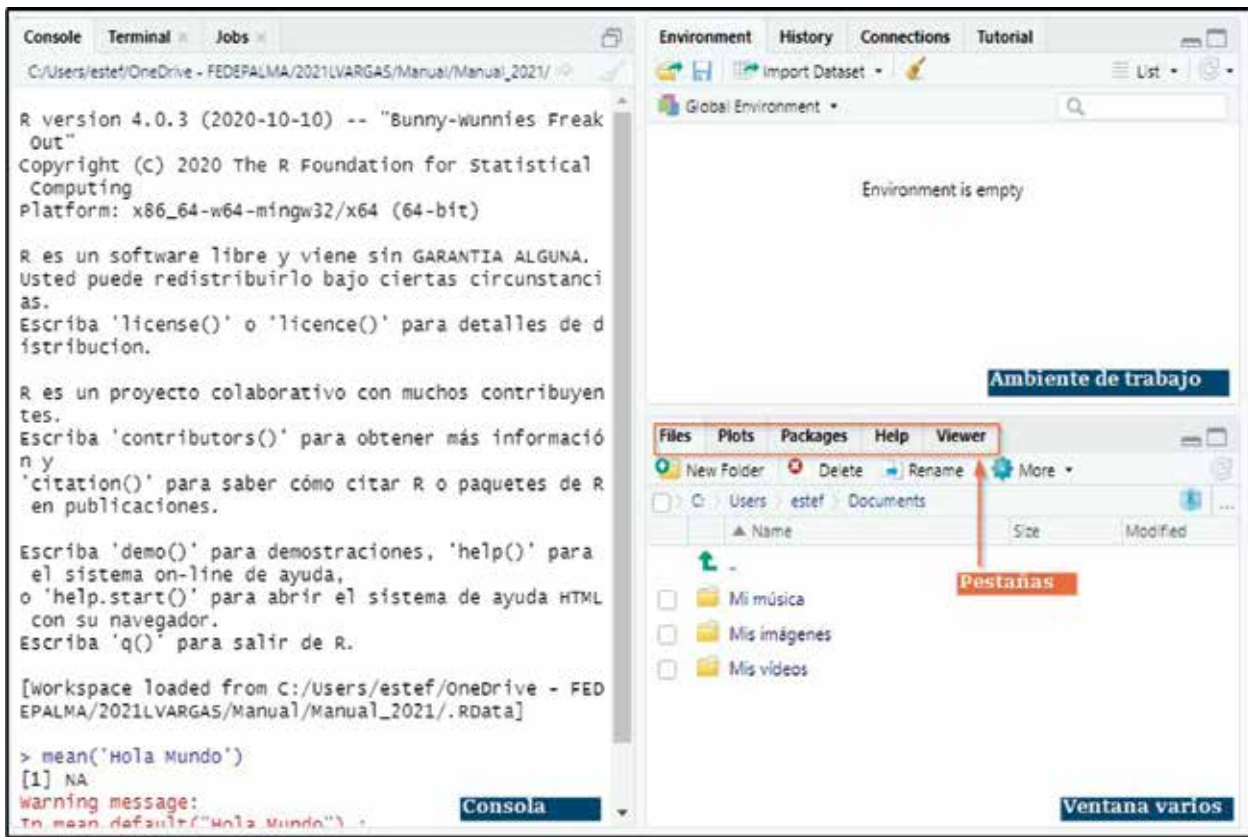 Console Terminal Jobs
C:/Users/estef/OneDrive - FEDEPALMA/2021LVARGAS/Manual/Manual_2021/
R version 4.0.3 (2020-10-10) -- "Bunny-Wunnies Freak
Out"
Copyright (C) 2020 The R Foundation for Statistical
Computing
Platform: x86_64-w64-mingw32/x64 (64-bit)
R es un software libre y viene sin GARANTIA ALGUNA.
Usted puede redistribuirlo bajo ciertas circunstanci
as.
Escriba 'license()' o 'licence()' para detalles de d
istribucion.
R es un proyecto colaborativo con muchos contribuyen
tes.
Escriba 'contributors()' para obtener más informació
n y
'citation()' para saber cómo citar R o paquetes de R
en publicaciones.
Escriba 'demo()' para demostraciones, 'help()' para
el sistema on-line de ayuda,
o 'help.start()' para abrir el sistema de ayuda HTML
con su navegador.
Escriba 'q()' para salir de R.
[Workspace loaded from C:/Users/estef/OneDrive - FED
EPALMA/2021LVARGAS/Manual/Manual_2021/.RData]
> mean('Hola Mundo')
[1] NA
Warning message:
In mean.default("Hola Mundo") :
Consola
Environment History Connections Tutorial
Import Dataset List
Global Environment
Environment is empty
Ambiente de trabajo
Files Plots Packages Help Viewer
New Folder Delete Rename More
C: Users estef Documents
Name Size Modified
..
Pestañas
Mi música
Mis imágenes
Mis vídeos
Ventana varios